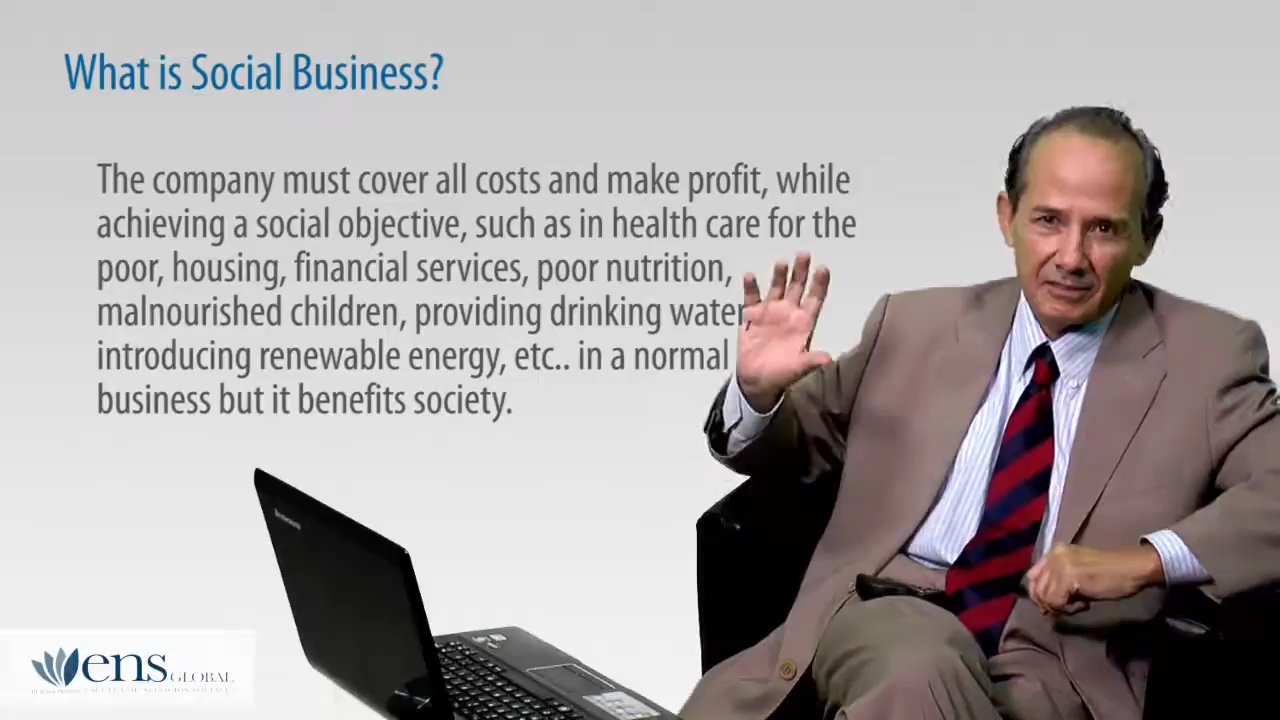 What is Social Business?
The company must cover all costs and make profit, while
achieving a social objective, such as in health care for the
poor, housing, financial services, poor nutrition,
malnourished children, providing drinking water,
introducing renewable energy, etc.. in a normal
business but it benefits society.
ens GLOBAL